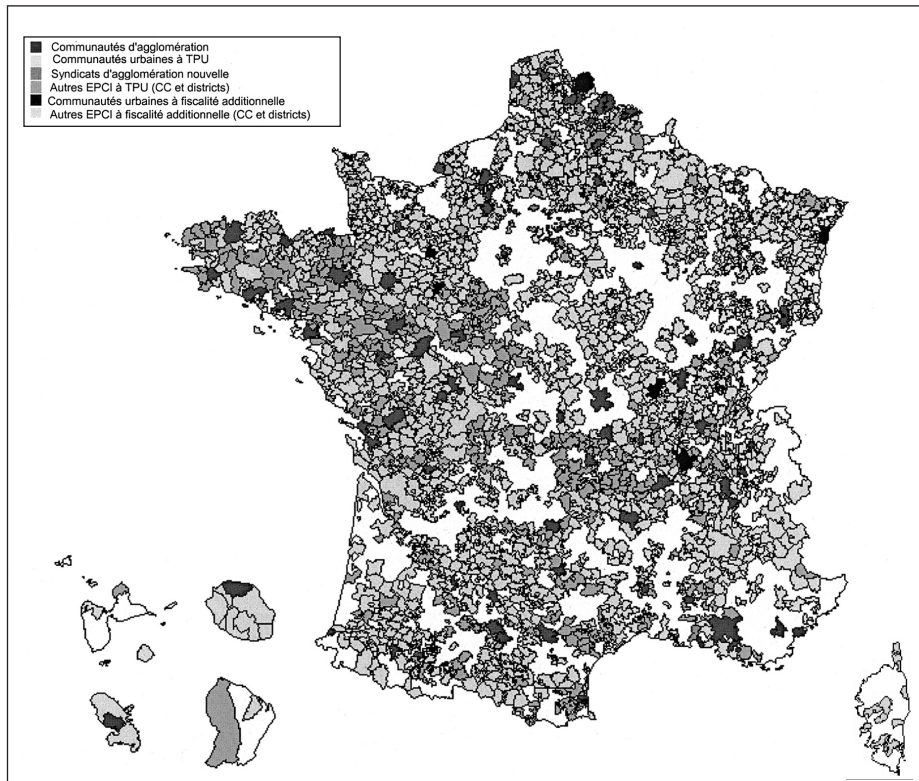 Communautés d'agglomération
Communautés urbaines à TPU
Syndicats d'agglomération nouvelle
Autres EPCI à TPU (CC et districts)
Communautés urbaines à fiscalité additionnelle
Autres EPCI à fiscalité additionnelle (CC et districts)